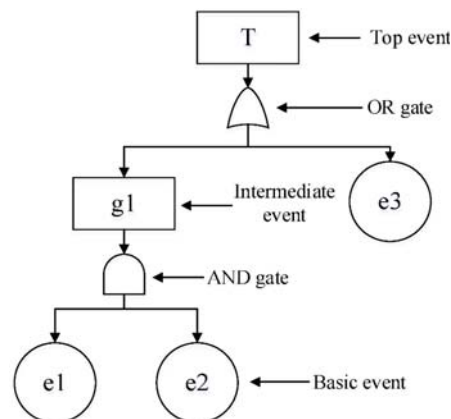 T
Top event
OR gate
g1
Intermediate
event
e3
AND gate
e1
e2
Basic event